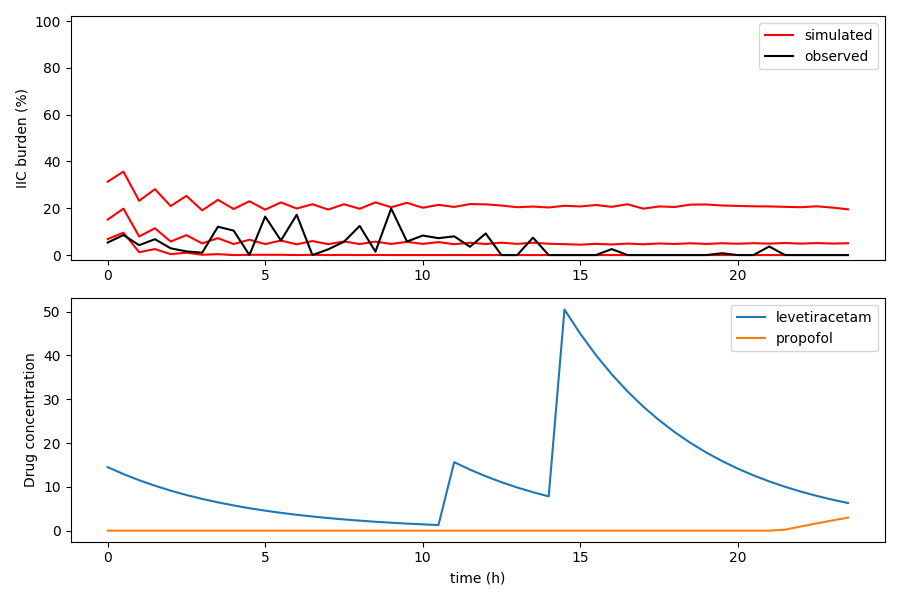 IIC burden (%)
100
80
60
40
20
0
simulated
observed
0 5 10 15 20
Drug concentration
50
40
30
20
10
0
levetiracetam
propofol
0 5 10 15 20
time (h)